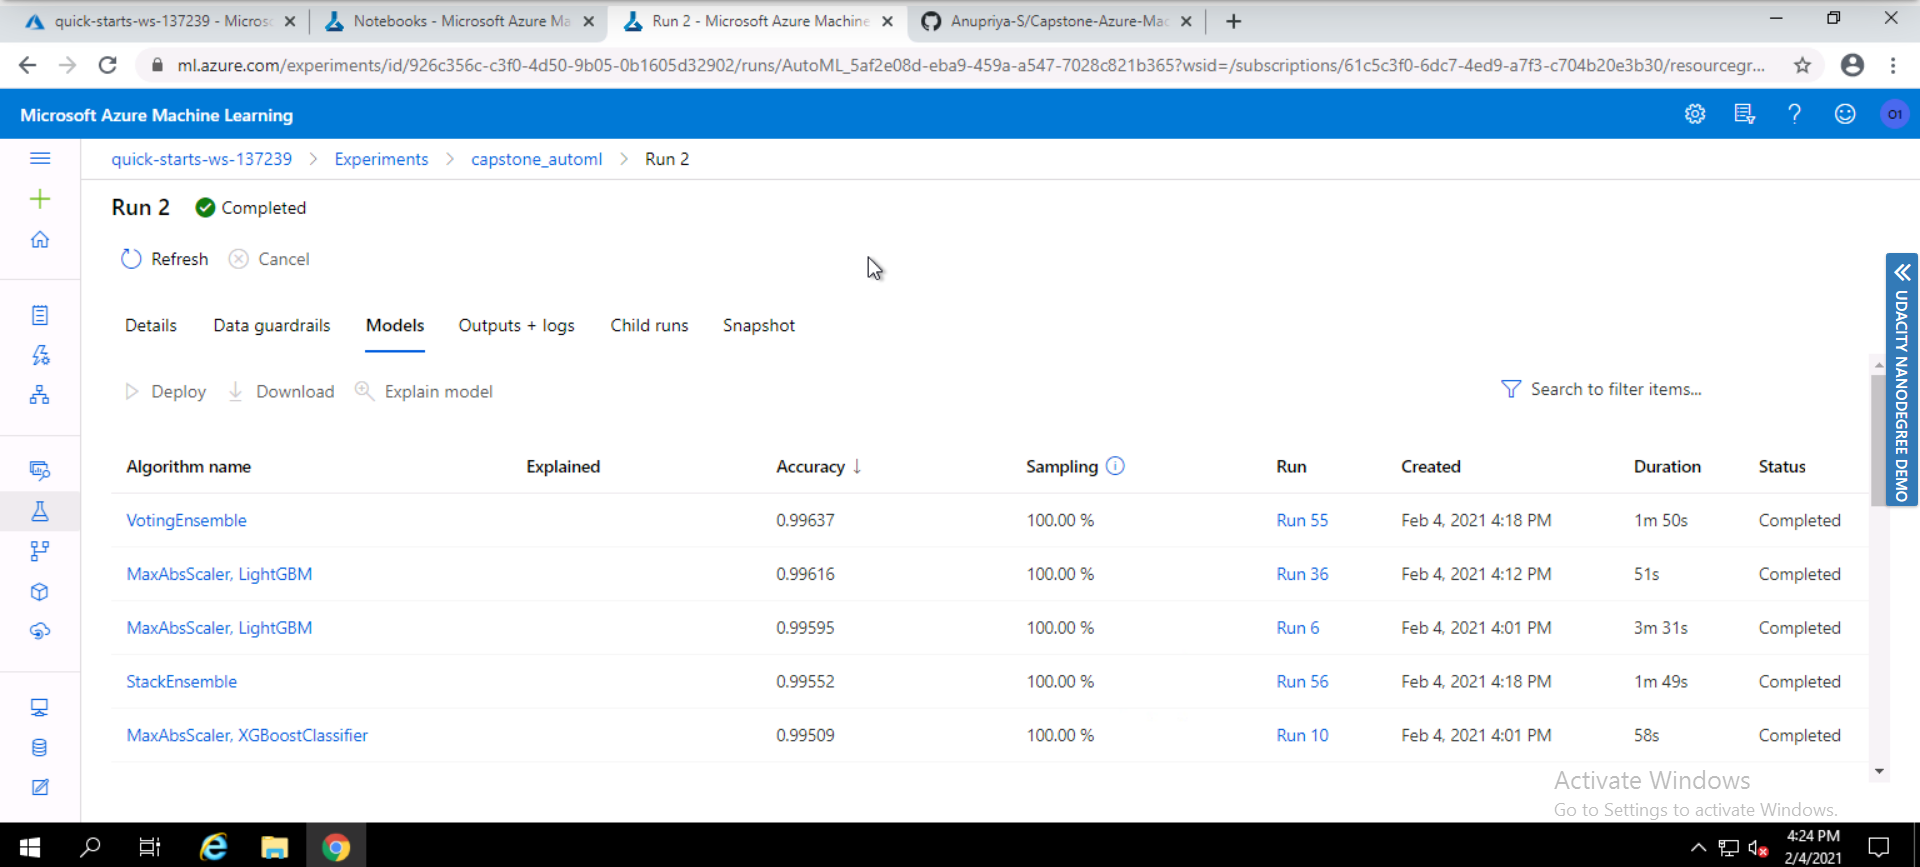 quick-starts-ws-137239 - Micros
Notebooks - Microsoft Azure Ma
Run 2 - Microsoft Azure Machine
Anupriya-S/Capstone-Azure-Mac
ml.azure.com/experiments/id/926c356c-c3f0-4d50-9b05-0b1605d32902/runs/AutoML_5af2e08d-eba9-459a-a547-7028c821b365?wsid=/subscriptions/61c5c3f0-6dc7-4ed9-a7f3-c704b20e3b30/resourcegr...
Microsoft Azure Machine Learning
O1
quick-starts-ws-137239 > Experiments > capstone_automl > Run 2
Run 2 Completed
Refresh Cancel
Details Data guardrails Models Outputs + logs Child runs Snapshot
Deploy Download Explain model
Search to filter items...
Algorithm name Explained Accuracy ↓ Sampling Run Created Duration Status
VotingEnsemble 0.99637 100.00 % Run 55 Feb 4, 2021 4:18 PM 1m 50s Completed
MaxAbsScaler, LightGBM 0.99616 100.00 % Run 36 Feb 4, 2021 4:12 PM 51s Completed
MaxAbsScaler, LightGBM 0.99595 100.00 % Run 6 Feb 4, 2021 4:01 PM 3m 31s Completed
StackEnsemble 0.99552 100.00 % Run 56 Feb 4, 2021 4:18 PM 1m 49s Completed
MaxAbsScaler, XGBoostClassifier 0.99509 100.00 % Run 10 Feb 4, 2021 4:01 PM 58s Completed
UDACITY NANODEGREE DEMO
Activate Windows
Go to Settings to activate Windows.
4:24 PM
2/4/2021